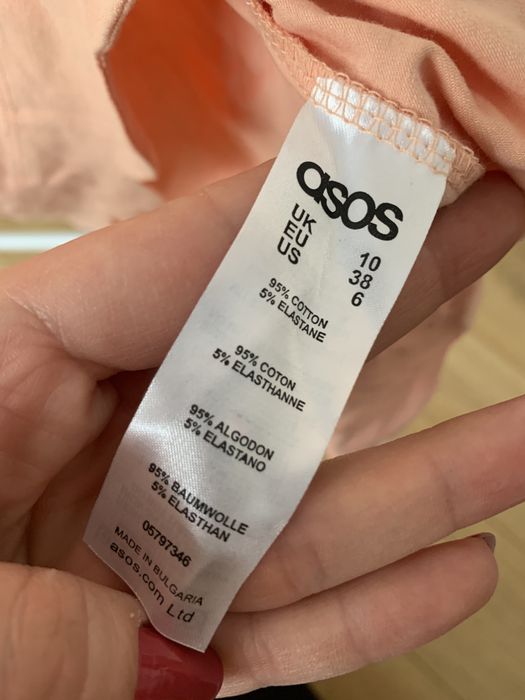 asos
UK 10
EU 38
US 6
95% COTTON
5% ELASTANE
95% COTON
5% ELASTHANNE
95% ALGODON
5% ELASTANO
95% BAUMWOLLE
5% ELASTHAN
05797346
MADE IN BULGARIA
asos.com Ltd